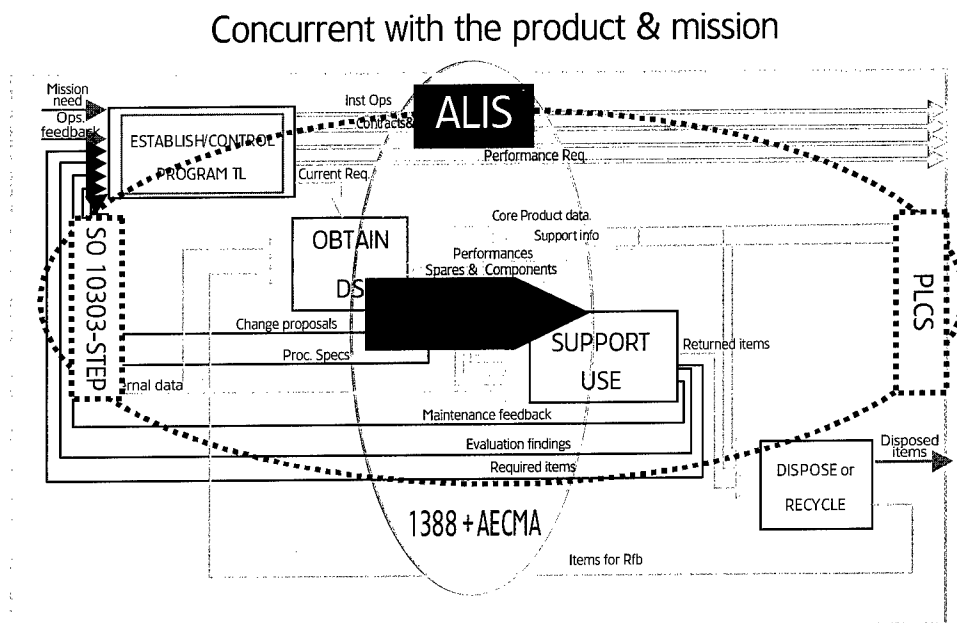 Concurrent with the product & mission
Mission
need
Ops.
feedback
ESTABLISH/CONTROL
PROGRAM TL
Inst Ops
Contracts&
ALIS
Performance Req.
Current Req.
Core Product data.
Support info
OBTAIN
DS
Performances
Spares & Components
SO 10303-STEP
PLCS
Change proposals
Proc. Specs
SUPPORT
USE
Returned items
ernal data
Maintenance feedback
Evaluation findings
Required items
Disposed
items
DISPOSE or
RECYCLE
1388 + AECMA
Items for Rfb